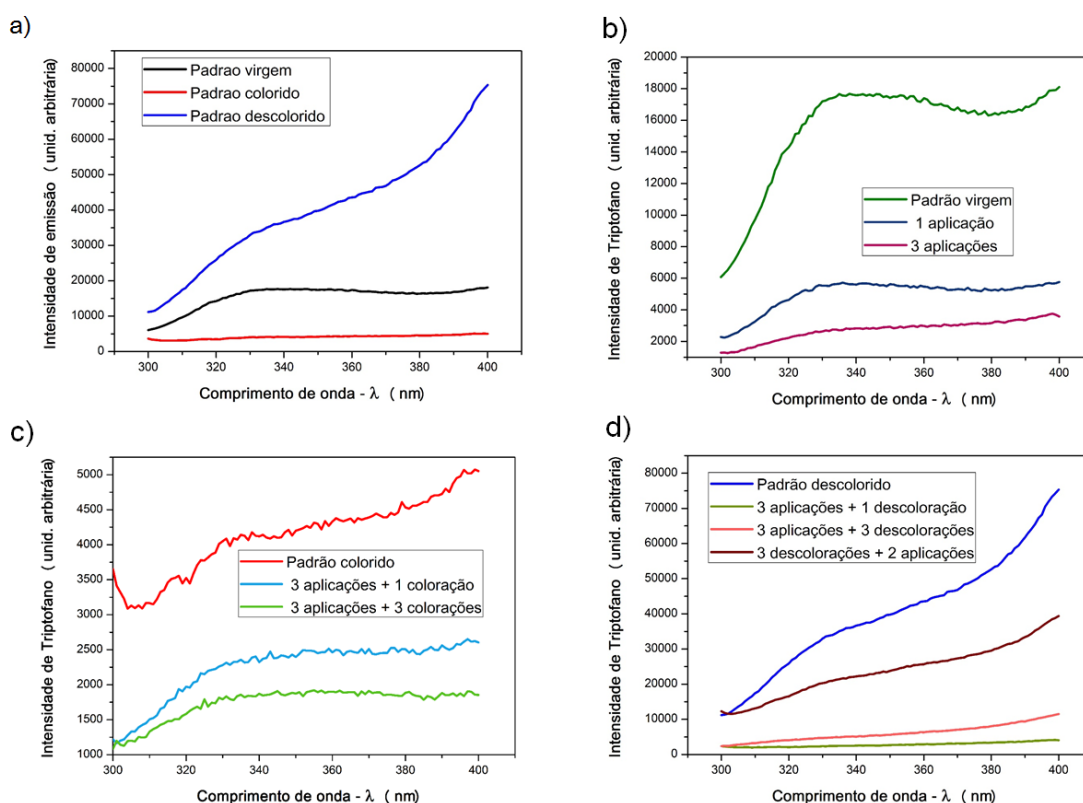 a)
Intensidade de emissão ( unid. arbitrária)
80000
70000
60000
50000
40000
30000
20000
10000
0
Padrao virgem
Padrao colorido
Padrao descolorido
300 320 340 360 380 400
Comprimento de onda - λ ( nm)
b)
Intensidade de Triptofano ( unid. arbitrária)
20000
18000
16000
14000
12000
10000
8000
6000
4000
2000
Padrão virgem
1 aplicação
3 aplicações
300 320 340 360 380 400
Comprimento de onda - λ ( nm)
c)
Intensidade de Triptofano ( unid. arbitrária)
5000
4500
4000
3500
3000
2500
2000
1500
1000
Padrão colorido
3 aplicações + 1 coloração
3 aplicações + 3 colorações
300 320 340 360 380 400
Comprimento de onda - λ ( nm)
d)
Intensidade de Triptofano ( unid. arbitrária)
80000
70000
60000
50000
40000
30000
20000
10000
0
Padrão descolorido
3 aplicações + 1 descoloração
3 aplicações + 3 descolorações
3 descolorações + 2 aplicações
300 320 340 360 380 400
Comprimento de onda - λ ( nm)